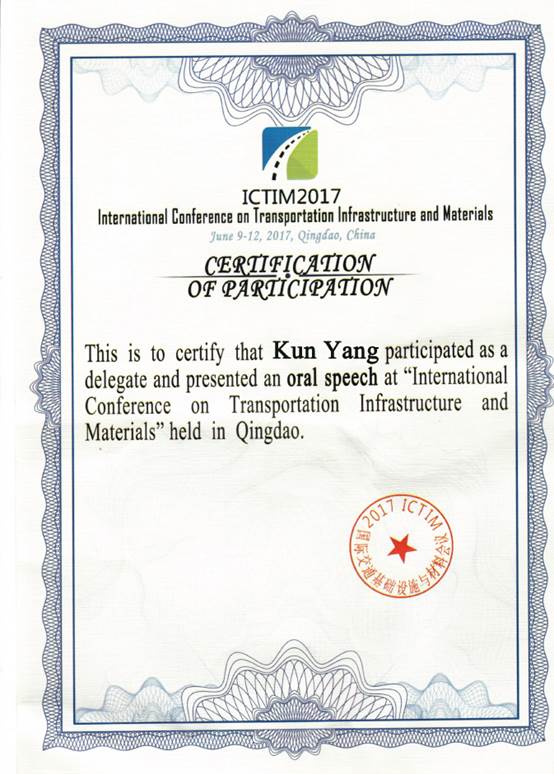 ICTIM2017
International Conference on Transportation Infrastructure and Materials
June 9-12, 2017, Qingdao, China
CERTIFICATION
OF PARTICIPATION
This is to certify that Kun Yang participated as a
delegate and presented an oral speech at “International
Conference on Transportation Infrastructure and
Materials” held in Qingdao.
2017 ICTIM
国际交通基础设施与材料会议